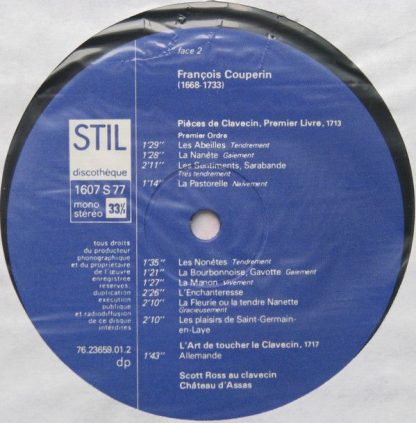 face 2
François Couperin
(1668-1733)
Pièces de Clavecin, Premier Livre, 1713
Premier Ordre
1'29" Les Abeilles Tendrement
1'28" La Nanéte Gaiement
2'11" Les Sentiments, Sarabande
Très tendrement
1'14" La Pastorelle Naïvement
STIL
discothèque
1607 S 77
mono
stéréo
33 1/3
tous droits
du producteur
phonographique
et du propriétaire
de l'œuvre
enregistrée
réservés,
duplication
exécution
publique
et radiodiffusion
de ce disque
interdites
76.23659.01.2
dp
1'35" Les Nonétes Tendrement
1'21" La Bourbonnoise, Gavotte Gaiement
1'27" La Manon Vivement
2'26" L'Enchanteresse
2'10" La Fleurie ou la tendre Nanette
Gracieusement
2'10" Les plaisirs de Saint-Germain-
en-Laye
L'Art de toucher le Clavecin, 1717
1'43" Allemande
Scott Ross au clavecin
Château d'Assas